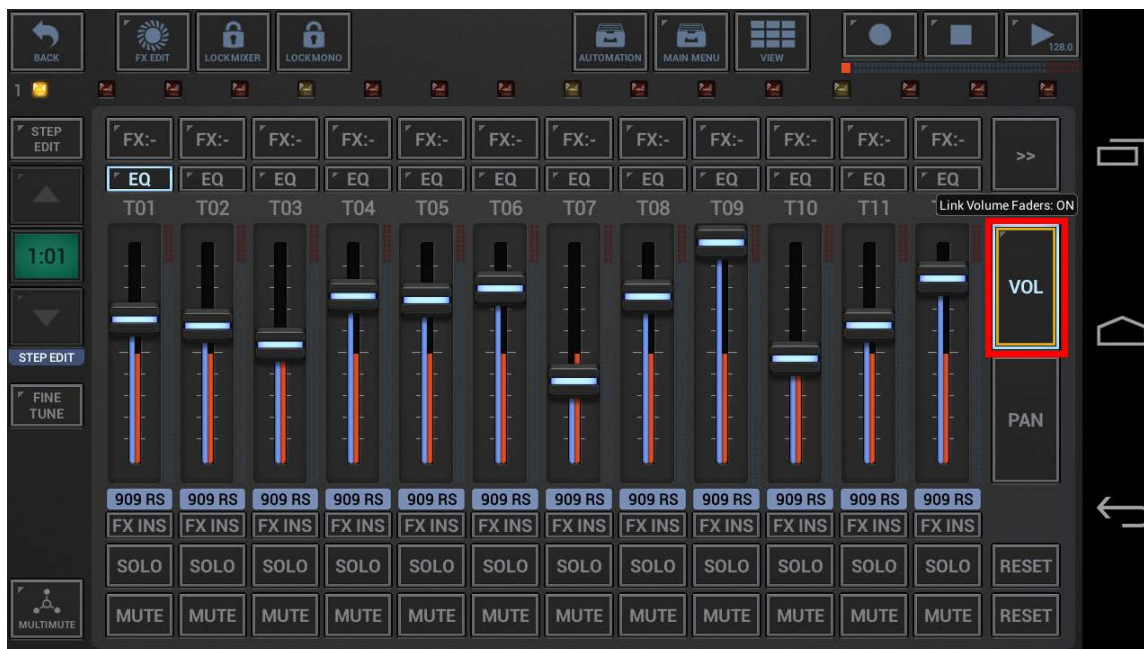 BACK
FX EDIT
LOCKMIXER
LOCKMONO
AUTOMATION
MAIN MENU
VIEW
128.0
1
STEP
EDIT
FX:- FX:- FX:- FX:- FX:- FX:- FX:- FX:- FX:- FX:- FX:- FX:-
>>
EQ EQ EQ EQ EQ EQ EQ EQ EQ EQ EQ EQ
T01 T02 T03 T04 T05 T06 T07 T08 T09 T10 T11
Link Volume Faders: ON
1:01
VOL
STEP EDIT
FINE
TUNE
PAN
909 RS 909 RS 909 RS 909 RS 909 RS 909 RS 909 RS 909 RS 909 RS 909 RS 909 RS 909 RS
FX INS FX INS FX INS FX INS FX INS FX INS FX INS FX INS FX INS FX INS FX INS FX INS
SOLO SOLO SOLO SOLO SOLO SOLO SOLO SOLO SOLO SOLO SOLO SOLO RESET
MULTIMUTE
MUTE MUTE MUTE MUTE MUTE MUTE MUTE MUTE MUTE MUTE MUTE MUTE RESET